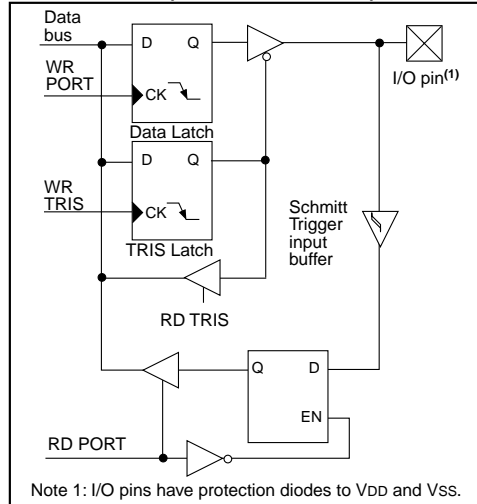 Data
bus
D Q
WR
PORT
CK
I/O pin(1)
Data Latch
D Q
WR
TRIS
CK
TRIS Latch
Schmitt
Trigger
input
buffer
RD TRIS
Q D
EN
RD PORT
Note 1: I/O pins have protection diodes to VDD and VSS.